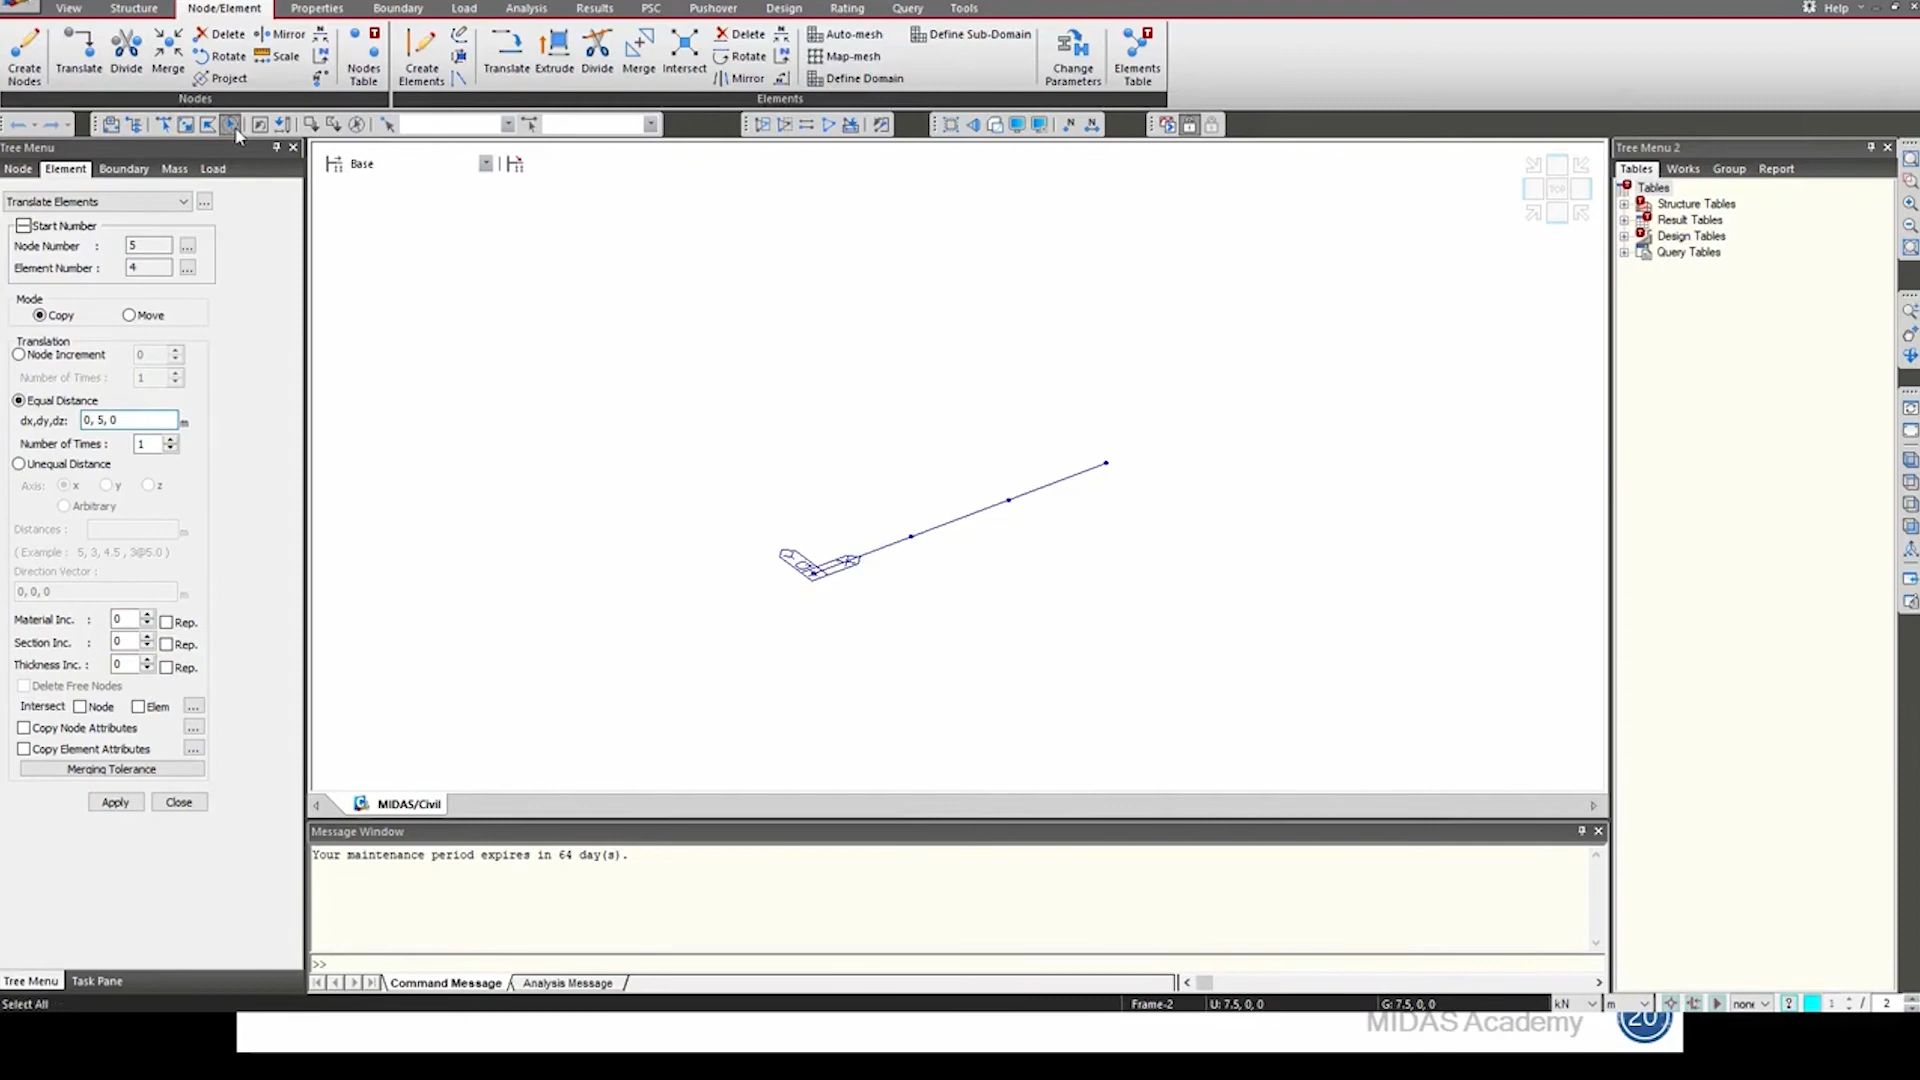 View Structure Node/Element Properties Boundary Load Analysis Results PSC Pushover Design Rating Query Tools Help
Create Nodes Translate Divide Merge Delete Rotate Project Mirror Scale Nodes Table
Create Elements Translate Extrude Divide Merge Intersect Delete Rotate Mirror Auto-mesh Map-mesh Define Domain Define Sub-Domain Change Parameters Elements Table
Nodes Elements
Tree Menu
Node Element Boundary Mass Load
Translate Elements ...
Start Number
Node Number : 5 ...
Element Number : 4 ...
Mode
Copy Move
Translation
Node Increment 0
Number of Times : 1
Equal Distance
dx,dy,dz: 0, 5, 0 m
Number of Times : 1
Unequal Distance
Axis: x y z
Arbitrary
Distances : m
( Example : 5, 3, 4.5 , 3@5.0 )
Direction Vector :
0, 0, 0 m
Material Inc. : 0 Rep.
Section Inc. : 0 Rep.
Thickness Inc. : 0 Rep.
Delete Free Nodes
Intersect Node Elem ...
Copy Node Attributes ...
Copy Element Attributes ...
Merging Tolerance
Apply Close
Tree Menu Task Pane
Select All
Base
TOP
MIDAS/Civil
Message Window
Your maintenance period expires in 64 day(s).
>>
Command Message Analysis Message
Frame-2 U: 7.5, 0, 0 G: 7.5, 0, 0 kN m none ? 1 / 2
Tree Menu 2
Tables Works Group Report
Tables
Structure Tables
Result Tables
Design Tables
Query Tables
MIDAS Academy 20